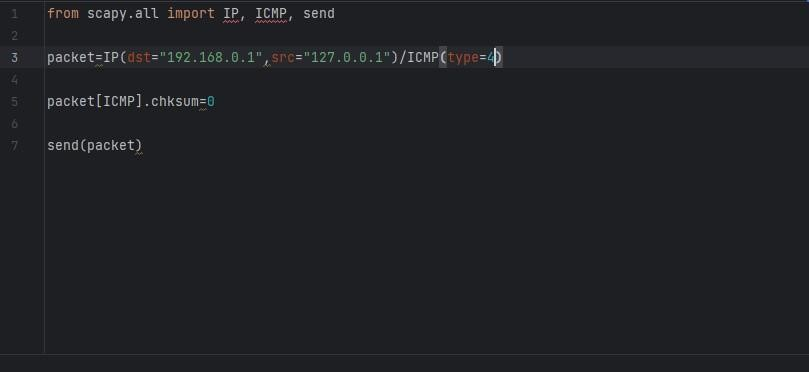 1 from scapy.all import IP, ICMP, send
2
3 packet=IP(dst="192.168.0.1",src="127.0.0.1")/ICMP(type=4)
4
5 packet[ICMP].chksum=0
6
7 send(packet)